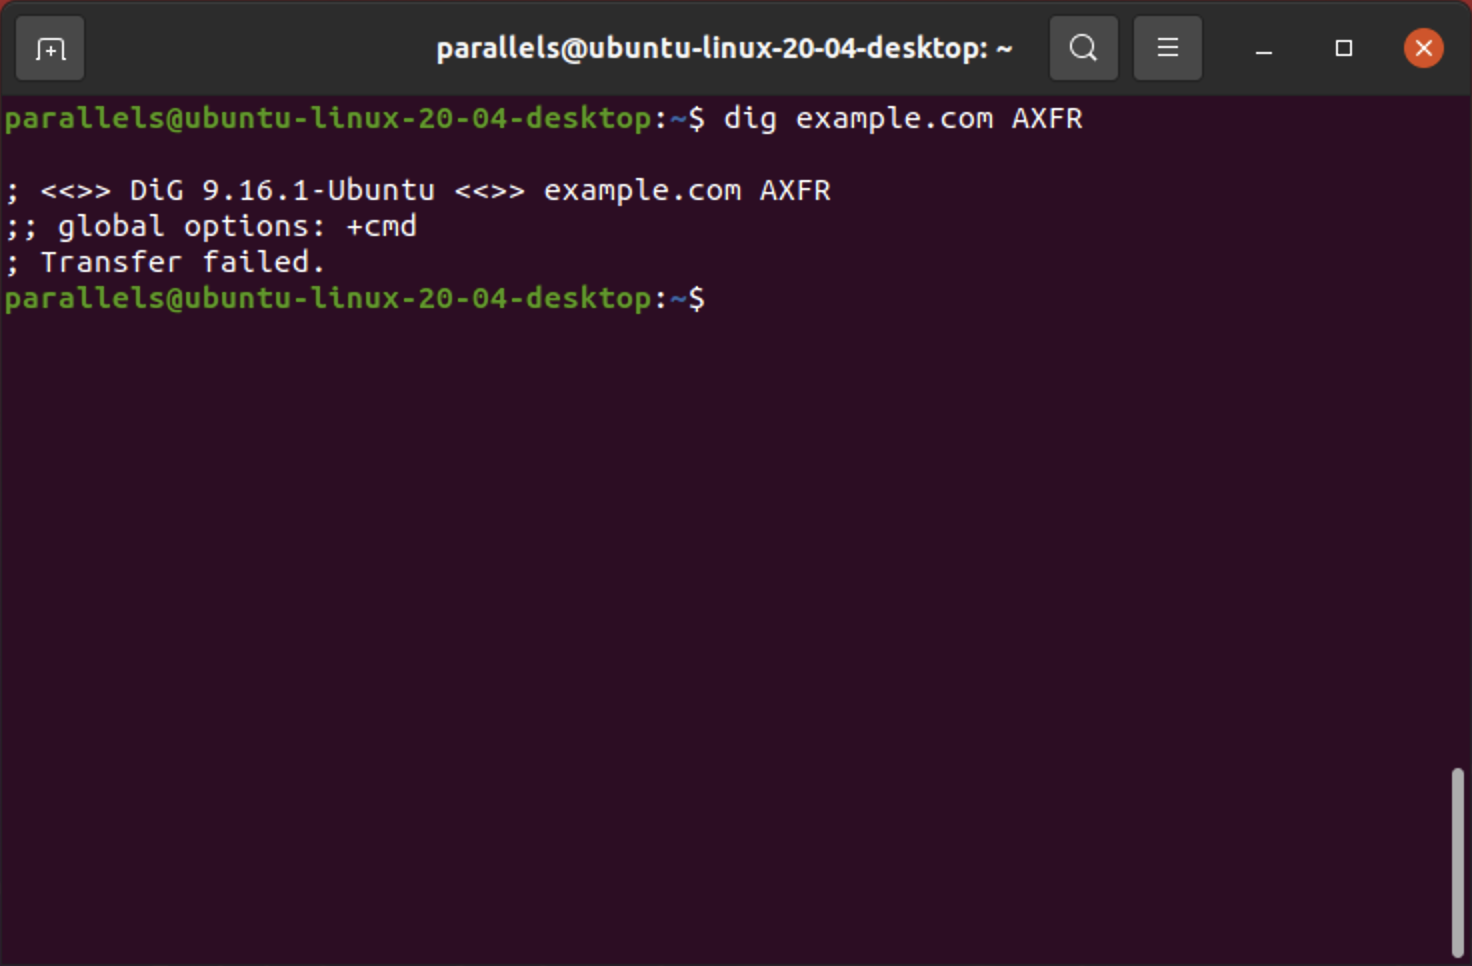 parallels@ubuntu-linux-20-04-desktop: ~
parallels@ubuntu-linux-20-04-desktop:~$ dig example.com AXFR
; <<>> DiG 9.16.1-Ubuntu <<>> example.com AXFR
;; global options: +cmd
; Transfer failed.
parallels@ubuntu-linux-20-04-desktop:~$